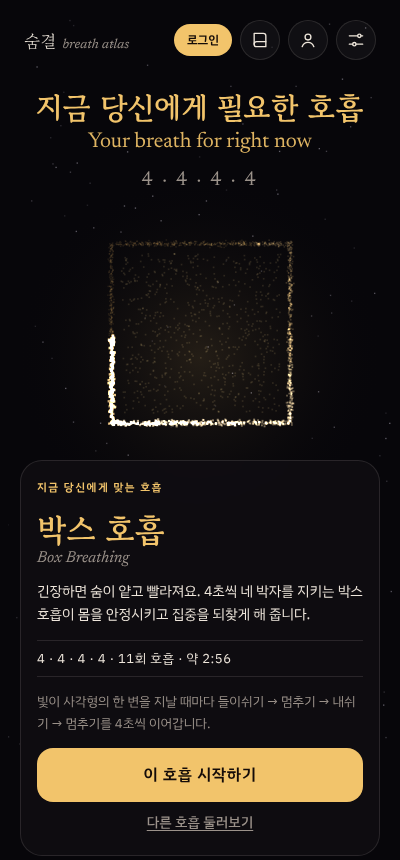 숨결 breath atlas
로그인
지금 당신에게 필요한 호흡
Your breath for right now
4 · 4 · 4 · 4
지금 당신에게 맞는 호흡
박스 호흡
Box Breathing
긴장하면 숨이 얕고 빨라져요. 4초씩 네 박자를 지키는 박스
호흡이 몸을 안정시키고 집중을 되찾게 해 줍니다.
4 · 4 · 4 · 4 · 11회 호흡 · 약 2:56
빛이 사각형의 한 변을 지날 때마다 들이쉬기 → 멈추기 → 내쉬
기 → 멈추기를 4초씩 이어갑니다.
이 호흡 시작하기
다른 호흡 둘러보기